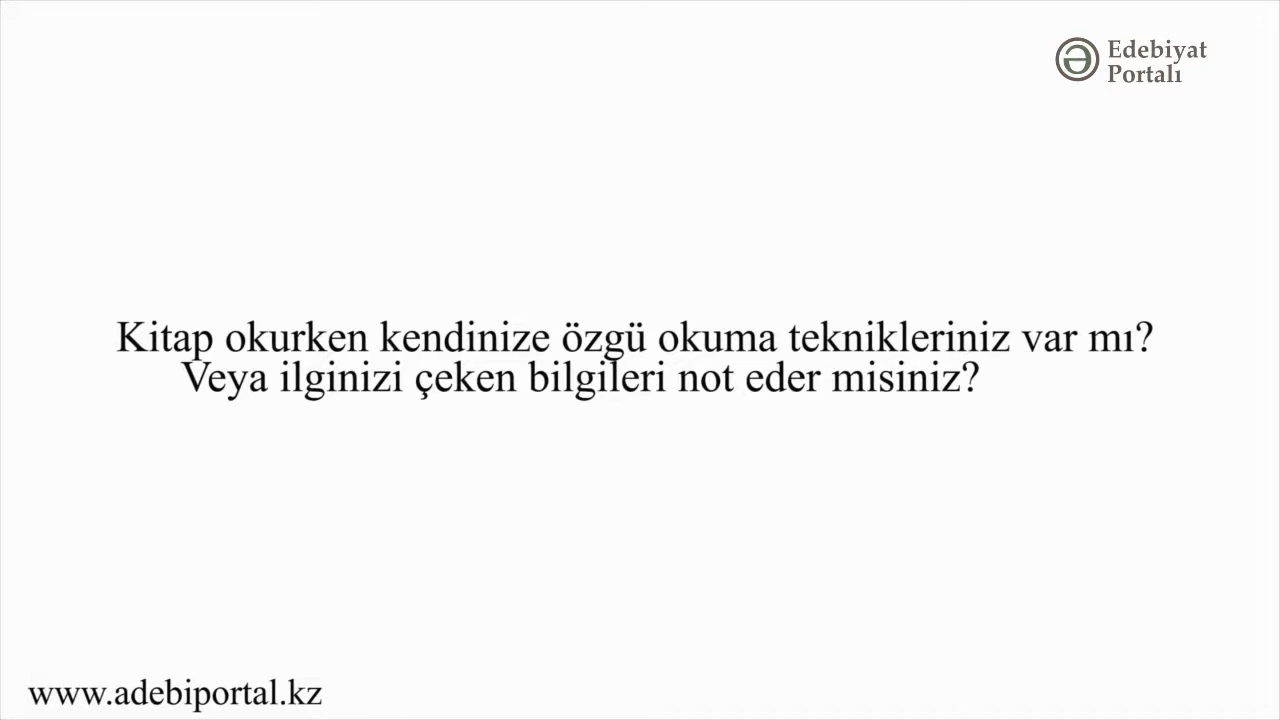 Edebiyat
Portalı
Kitap okurken kendinize özgü okuma teknikleriniz var mı?
Veya ilginizi çeken bilgileri not eder misiniz?
www.adebiportal.kz